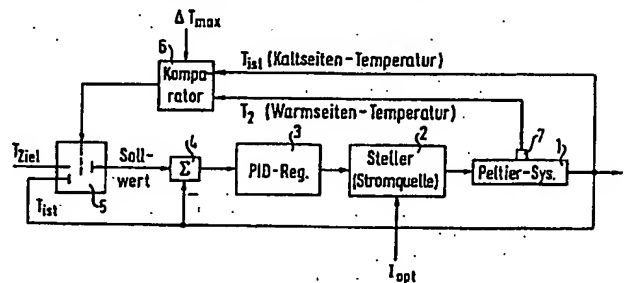 Δ Tmax
6
Kompa-
rator
Tist (Kaltseiten-Temperatur)
T2 (Warmseiten-Temperatur)
TZiel
Tist
5
Soll-
wert
4
Σ
−
3
PID-Reg.
2
Steller
(Stromquelle)
7
1
Peltier-Sys.
Iopt